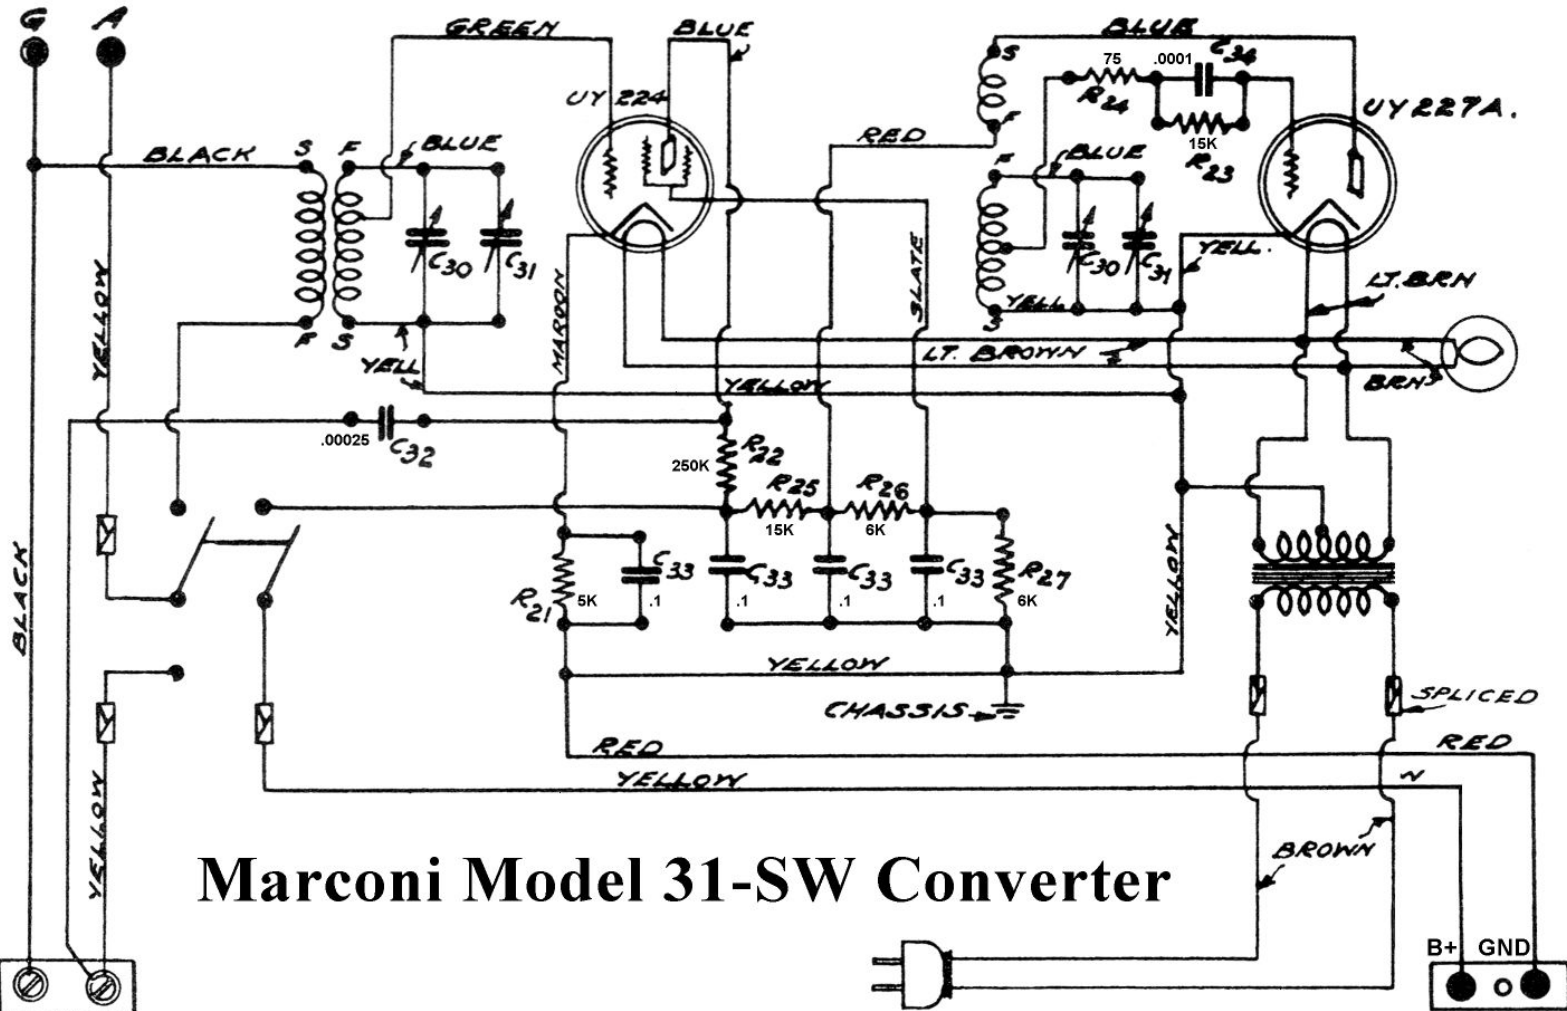 G A
GREEN
BLUE
BLUE
S
75
.0001
C34
R24
UY 224
UY 227A.
F
RED
15K
R23
BLACK
S F
BLUE
F
BLUE
C30 C31
C30 C31
YELL.
SLATE
MAROON
YELLOW
LT. BRN
YELL.
S
F S
YELL
LT. BROWN
BRN
YELLOW
.00025
C32
R22
250K
R25
15K
R26
6K
C33
.1
C33
.1
C33
.1
C33
.1
R27
6K
R21
5K
BLACK
YELLOW
YELLOW
CHASSIS
SPLICED
RED
RED
YELLOW
YELLOW
BROWN
Marconi Model 31-SW Converter
B+ GND